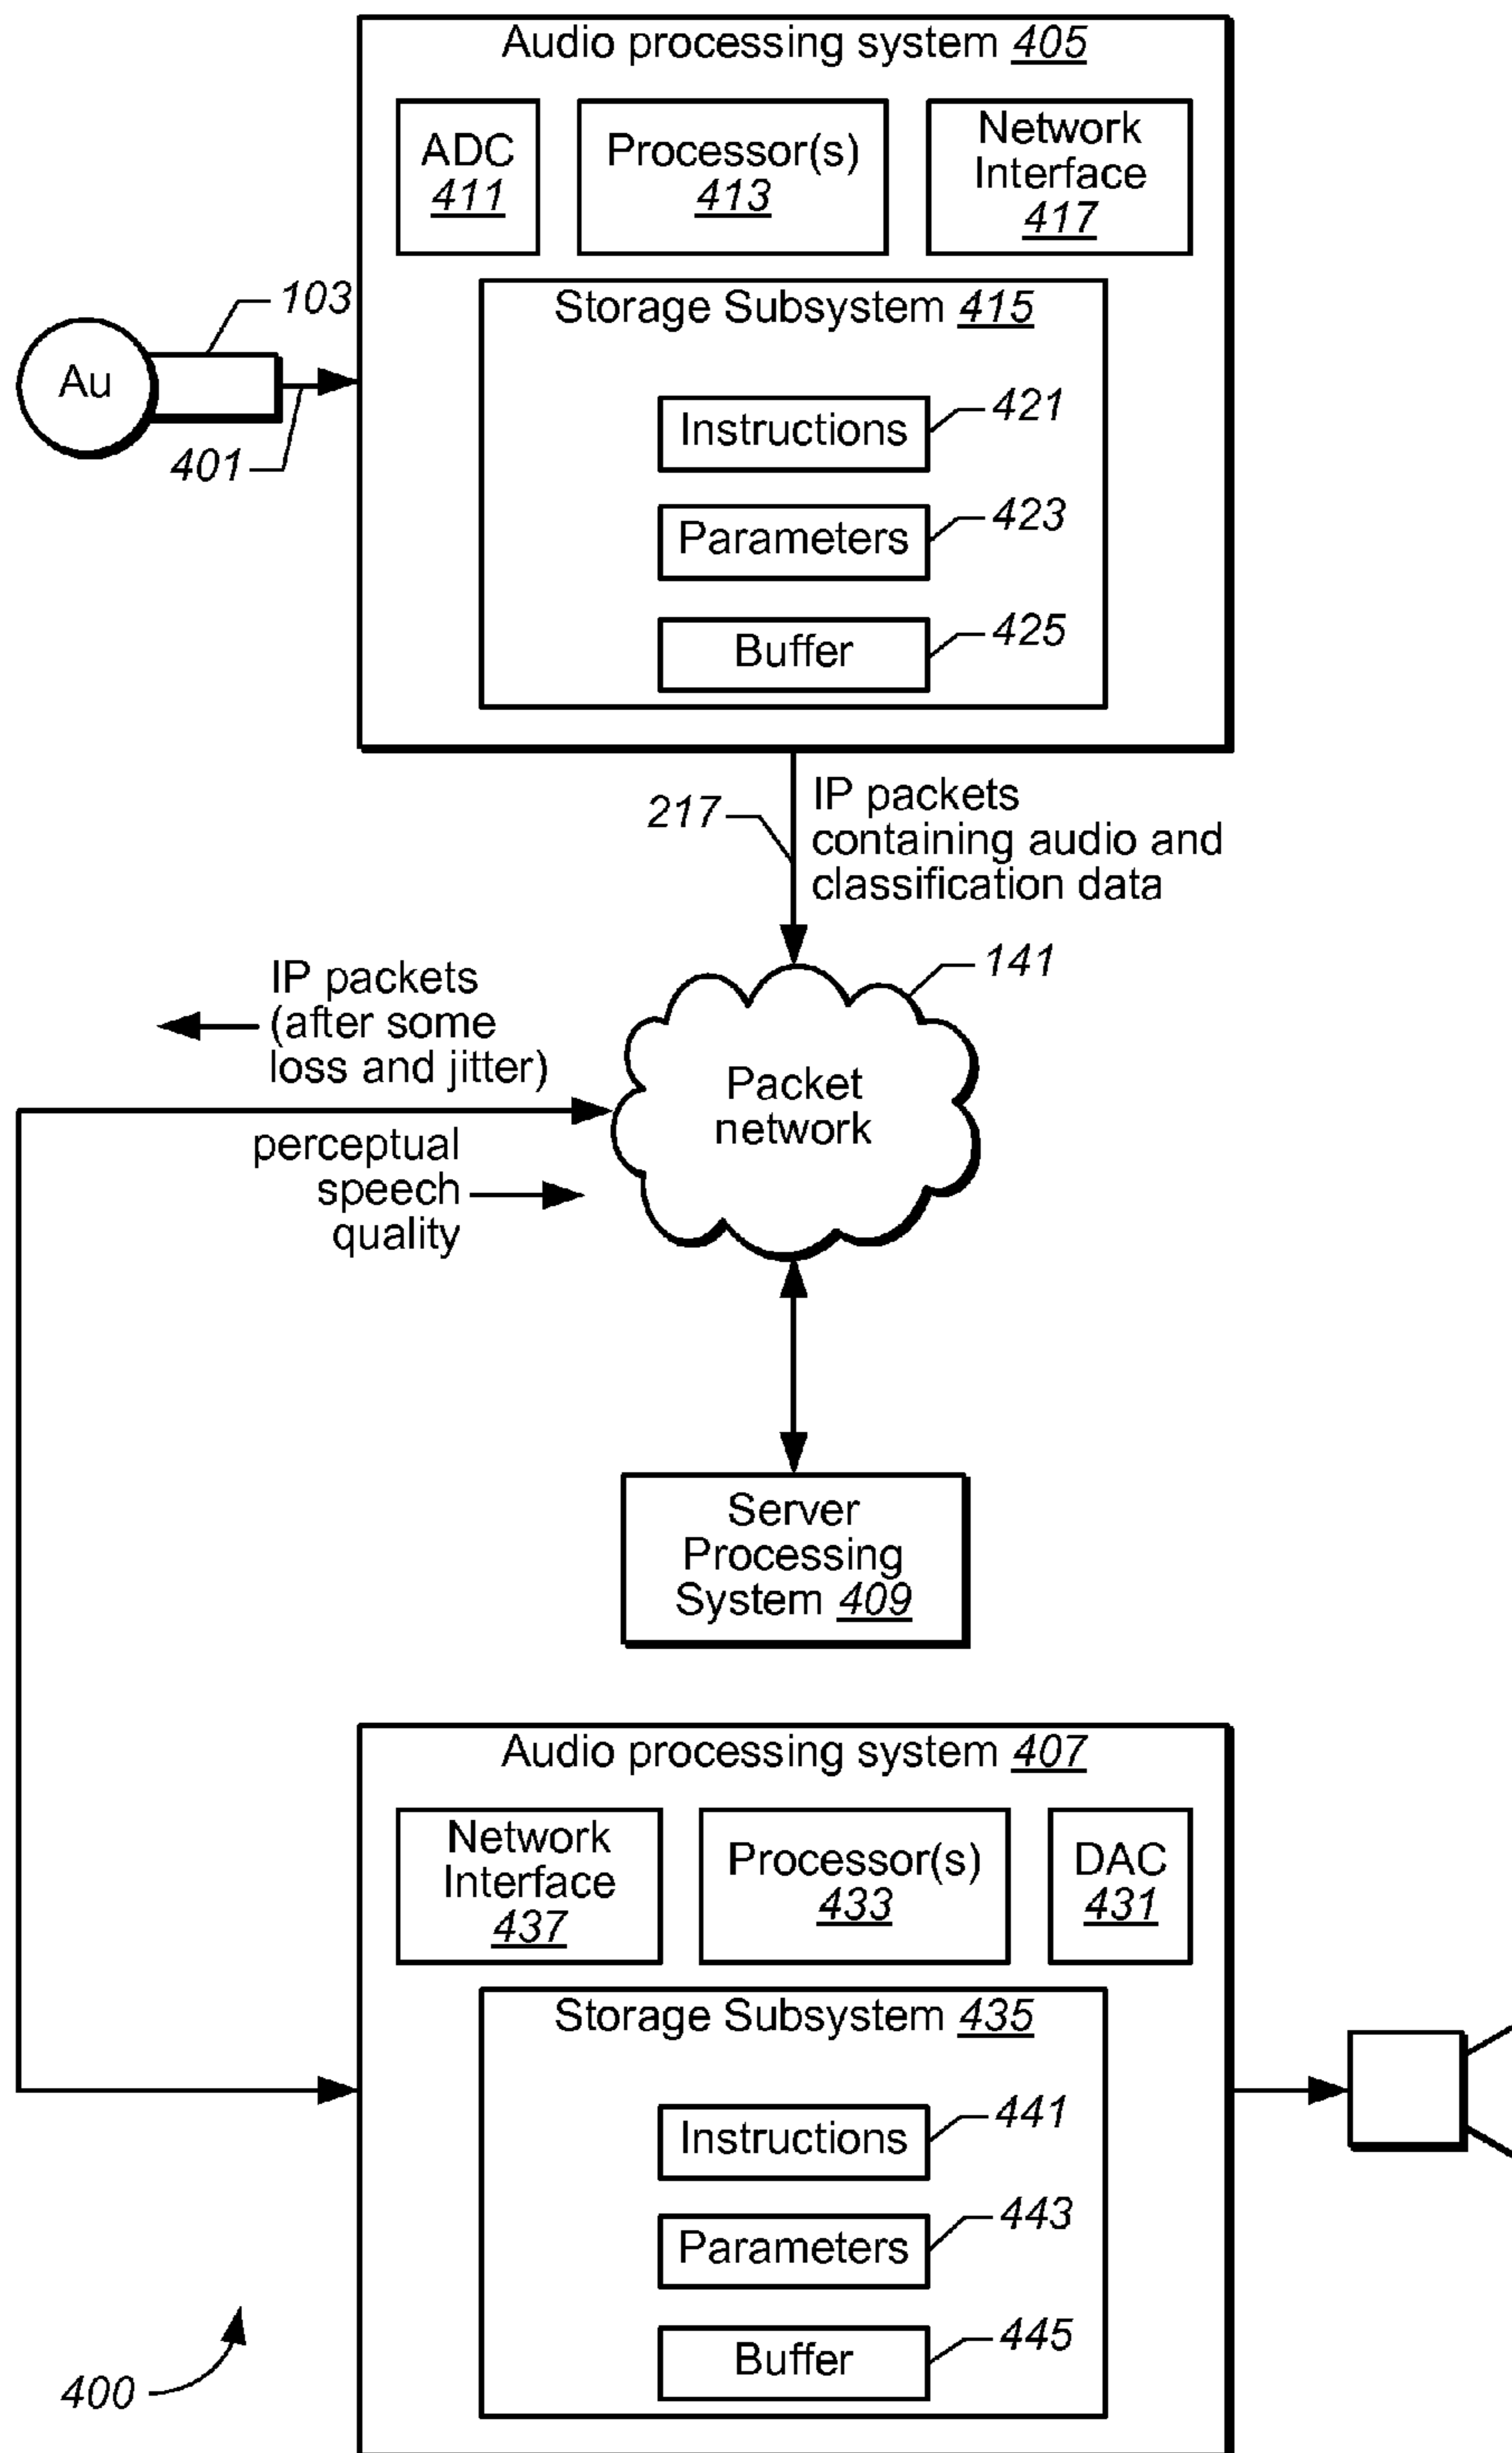 Audio processing system 405
ADC
411
Processor(s)
413
Network
Interface
417
Storage Subsystem 415
103
Au
401
Instructions
421
Parameters
423
Buffer
425
217
IP packets
containing audio and
classification data
141
IP packets
(after some
loss and jitter)
Packet
network
perceptual
speech
quality
Server
Processing
System 409
Audio processing system 407
Network
Interface
437
Processor(s)
433
DAC
431
Storage Subsystem 435
Instructions
441
Parameters
443
Buffer
445
400